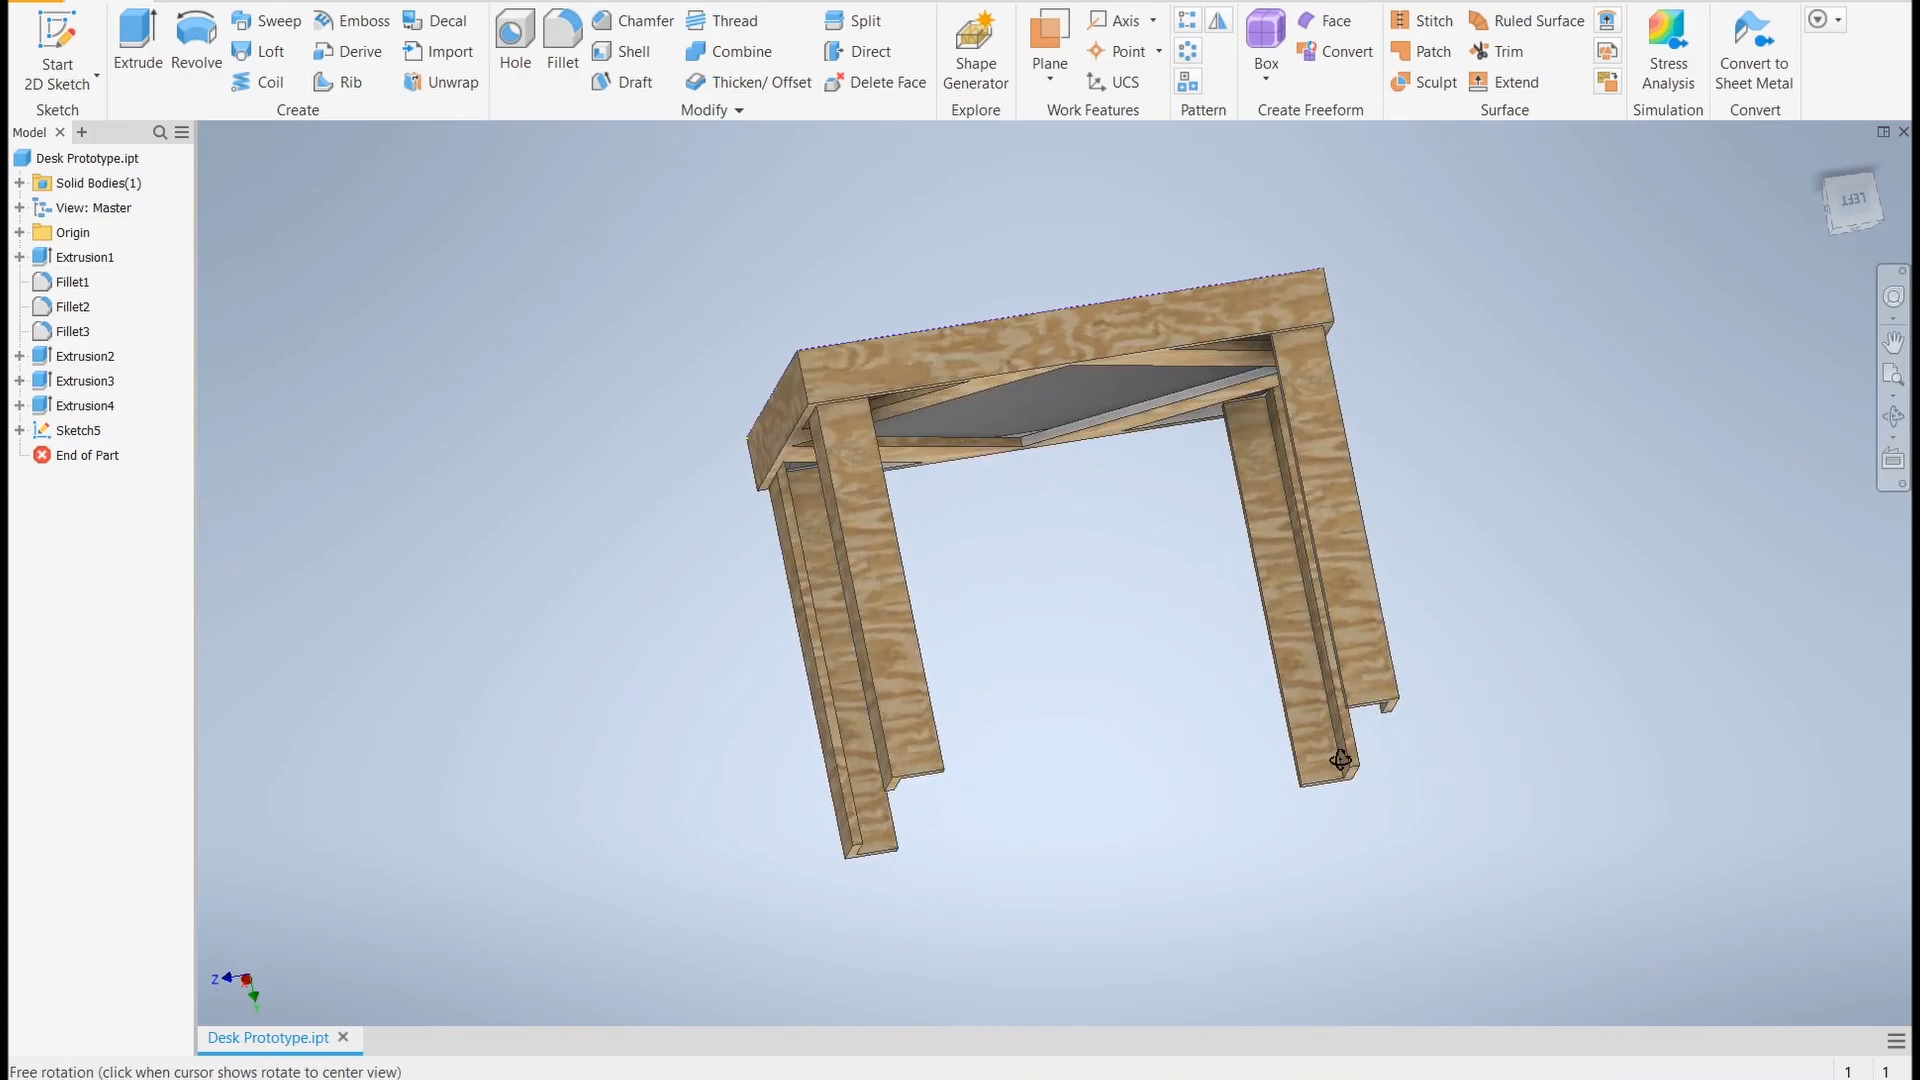 Start
2D Sketch
Sketch
Extrude
Revolve
Sweep
Loft
Coil
Emboss
Derive
Rib
Decal
Import
Unwrap
Create
Hole
Fillet
Chamfer
Shell
Draft
Thread
Combine
Thicken/ Offset
Split
Direct
Delete Face
Modify
Shape
Generator
Explore
Plane
Axis
Point
UCS
Work Features
Pattern
Box
Face
Convert
Create Freeform
Stitch
Patch
Sculpt
Ruled Surface
Trim
Extend
Surface
Stress
Analysis
Simulation
Convert to
Sheet Metal
Convert
Model
Desk Prototype.ipt
Solid Bodies(1)
View: Master
Origin
Extrusion1
Fillet1
Fillet2
Fillet3
Extrusion2
Extrusion3
Extrusion4
Sketch5
End of Part
LEFT
Z
Y
Desk Prototype.ipt
Free rotation (click when cursor shows rotate to center view)
1 1